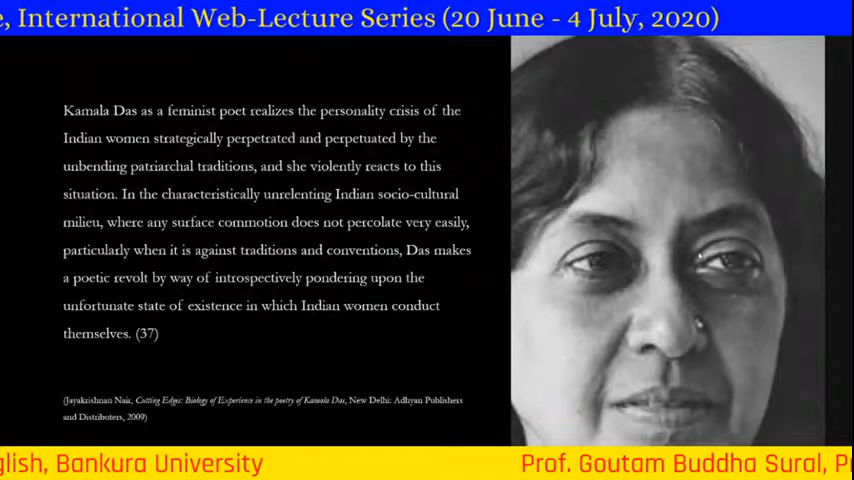 , International Web-Lecture Series (20 June - 4 July, 2020)
Kamala Das as a feminist poet realizes the personality crisis of the
Indian women strategically perpetrated and perpetuated by the
unbending patriarchal traditions, and she violently reacts to this
situation. In the characteristically unrelenting Indian socio-cultural
milieu, where any surface commotion does not percolate very easily,
particularly when it is against traditions and conventions, Das makes
a poetic revolt by way of introspectively pondering upon the
unfortunate state of existence in which Indian women conduct
themselves. (37)
(Jayakrishnan Nair, Cutting Edges: Biology of Experience in the poetry of Kamala Das, New Delhi: Adhyan Publishers
and Distributers, 2009)
glish, Bankura University
Prof. Goutam Buddha Sural, P